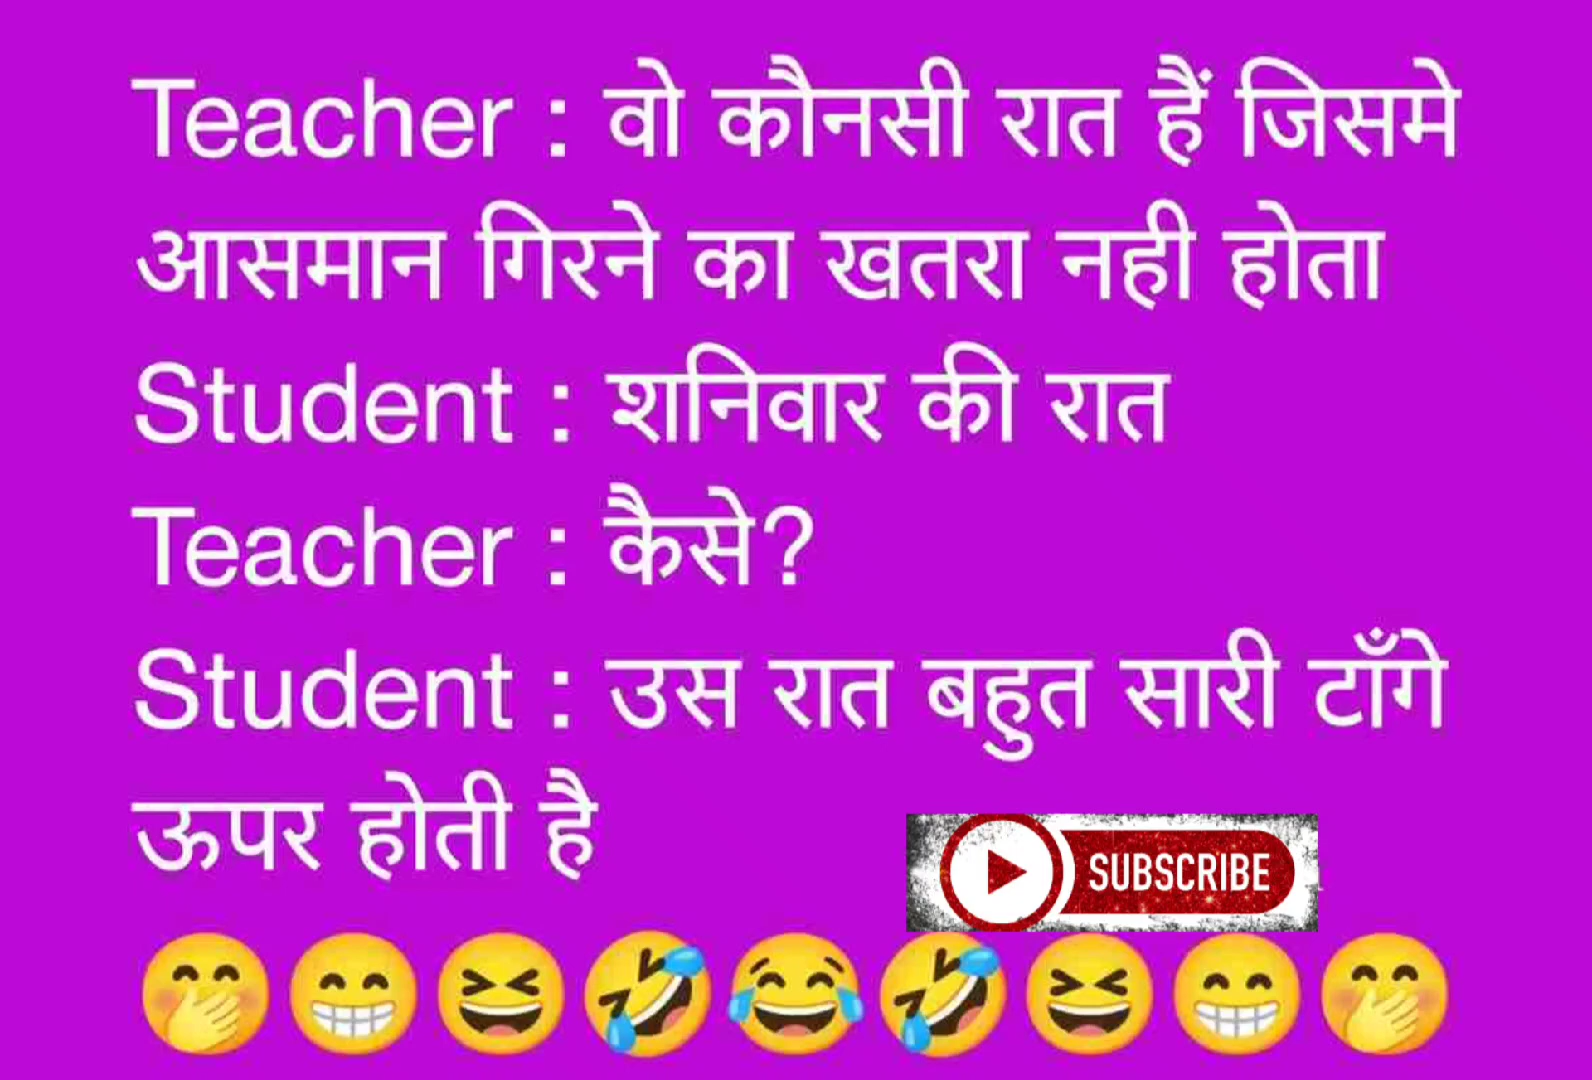 Teacher : वो कौनसी रात हैं जिसमे
आसमान गिरने का खतरा नही होता
Student : शनिवार की रात
Teacher : कैसे?
Student : उस रात बहुत सारी टाँगे
ऊपर होती है
SUBSCRIBE